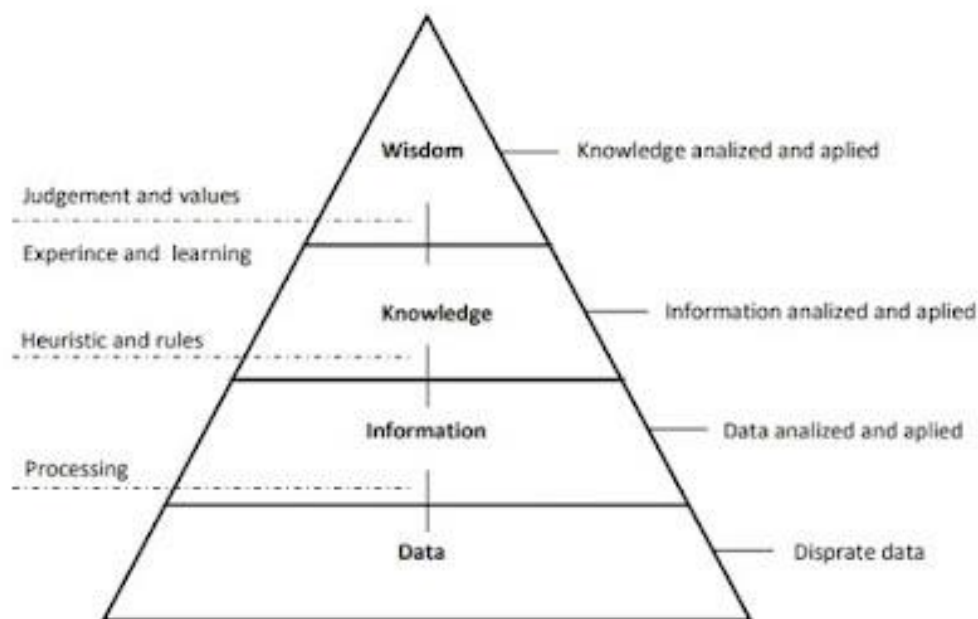 Wisdom
Knowledge analized and aplied
Judgement and values
Experince and learning
Knowledge
Information analized and aplied
Heuristic and rules
Information
Data analized and aplied
Processing
Data
Disprate data